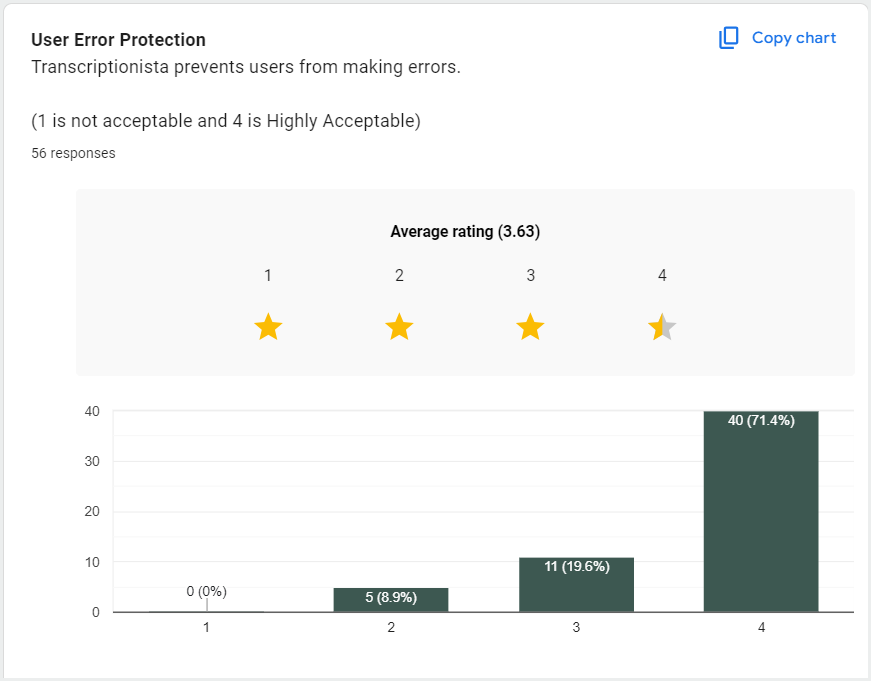 User Error Protection
Copy chart
Transcriptionista prevents users from making errors.
(1 is not acceptable and 4 is Highly Acceptable)
56 responses
Average rating (3.63)
1 2 3 4
40
40 (71.4%)
30
20
10
11 (19.6%)
0 (0%)
5 (8.9%)
0
1 2 3 4